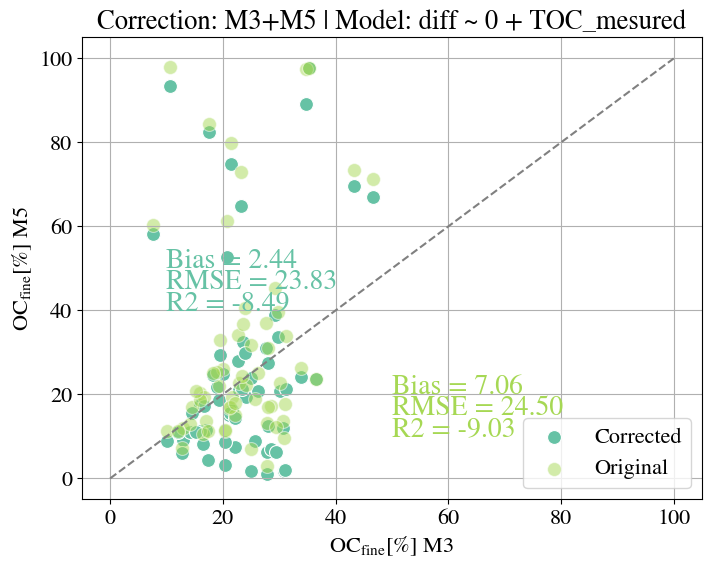 Correction: M3+M5 | Model: diff ~ 0 + TOC_mesured
OC_fine[%] M5
100
80
60
40
20
0
Bias = 2.44
RMSE = 23.83
R2 = -8.49
Bias = 7.06
RMSE = 24.50
R2 = -9.03
Corrected
Original
0 20 40 60 80 100
OC_fine[%] M3